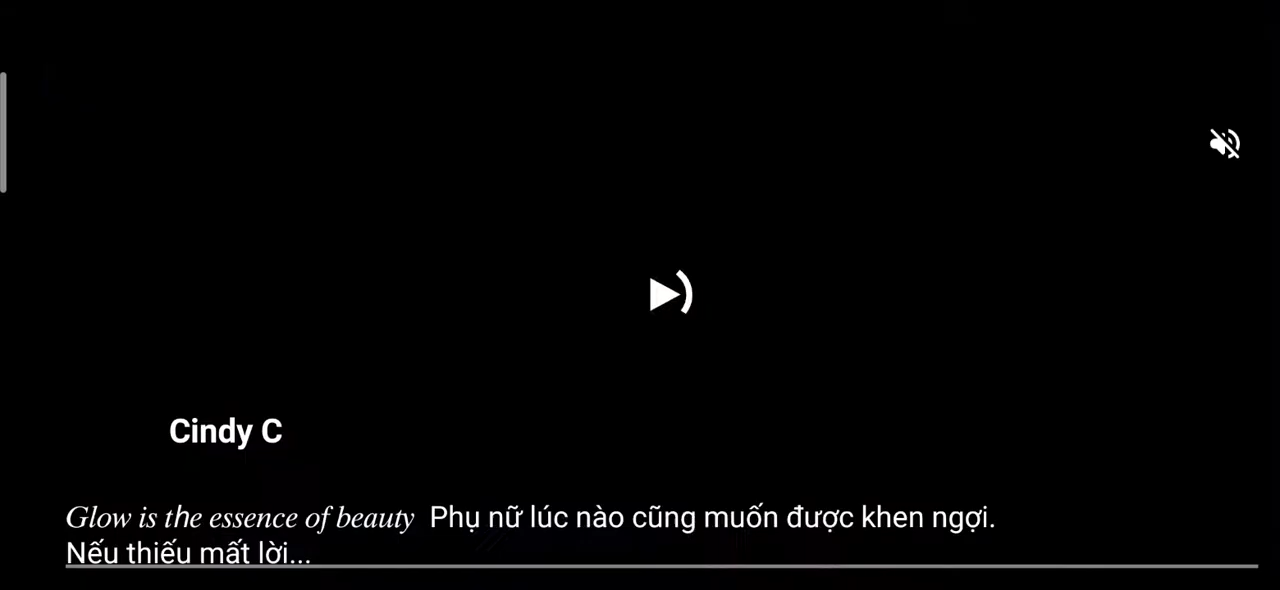 Cindy C
Glow is the essence of beauty Phụ nữ lúc nào cũng muốn được khen ngợi.
Nếu thiếu mất lời...